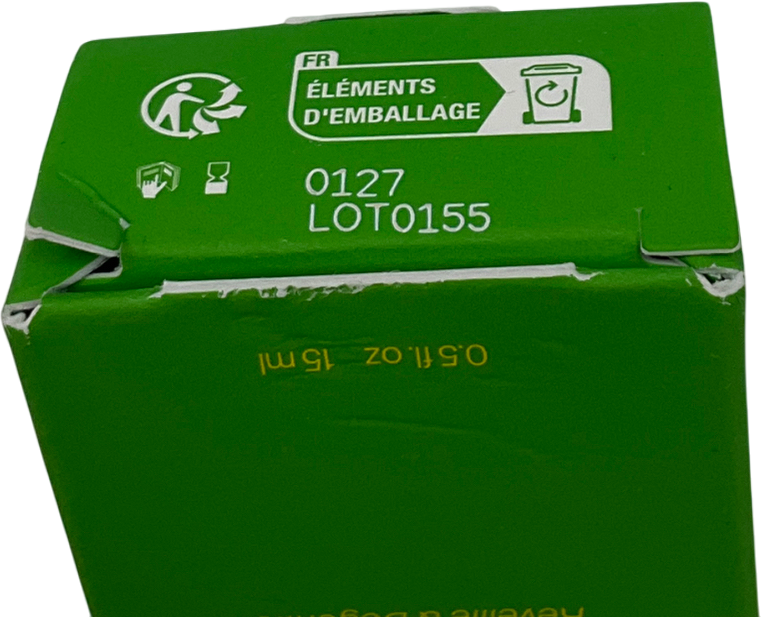 FR
ÉLÉMENTS
D'EMBALLAGE
0127
LOT0155
0.5 fl. oz 15 ml